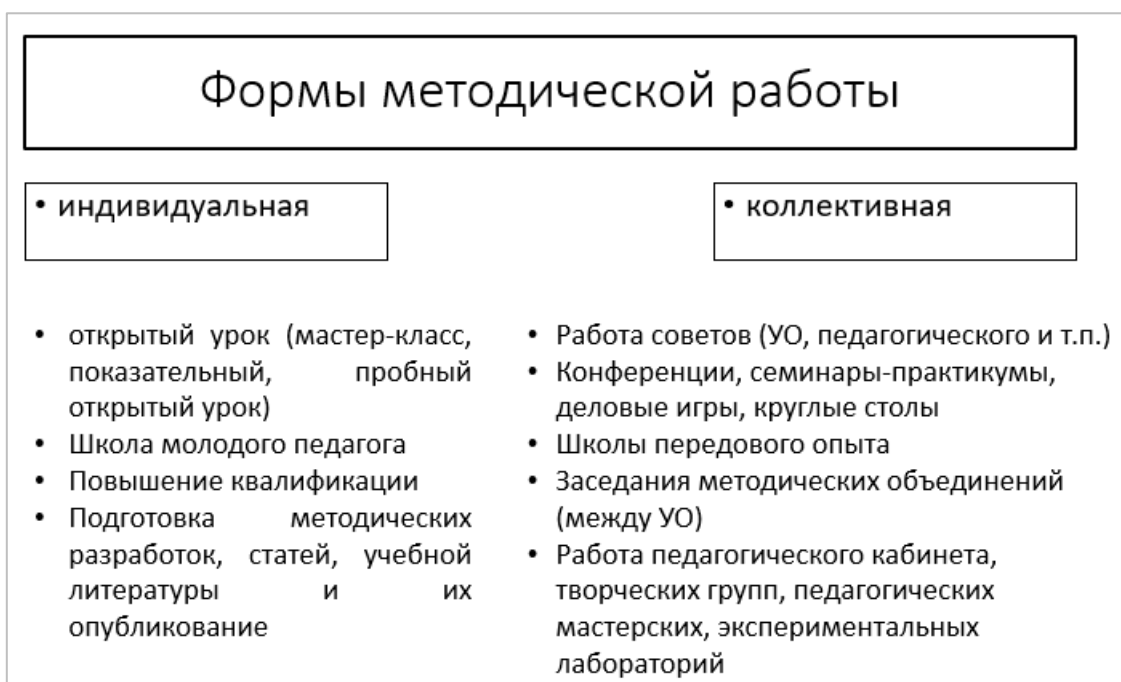 Формы методической работы
• индивидуальная
• коллективная
• открытый урок (мастер-класс,
показательный, пробный
открытый урок)
• Школа молодого педагога
• Повышение квалификации
• Подготовка методических
разработок, статей, учебной
литературы и их
опубликование
• Работа советов (УО, педагогического и т.п.)
• Конференции, семинары-практикумы,
деловые игры, круглые столы
• Школы передового опыта
• Заседания методических объединений
(между УО)
• Работа педагогического кабинета,
творческих групп, педагогических
мастерских, экспериментальных
лабораторий